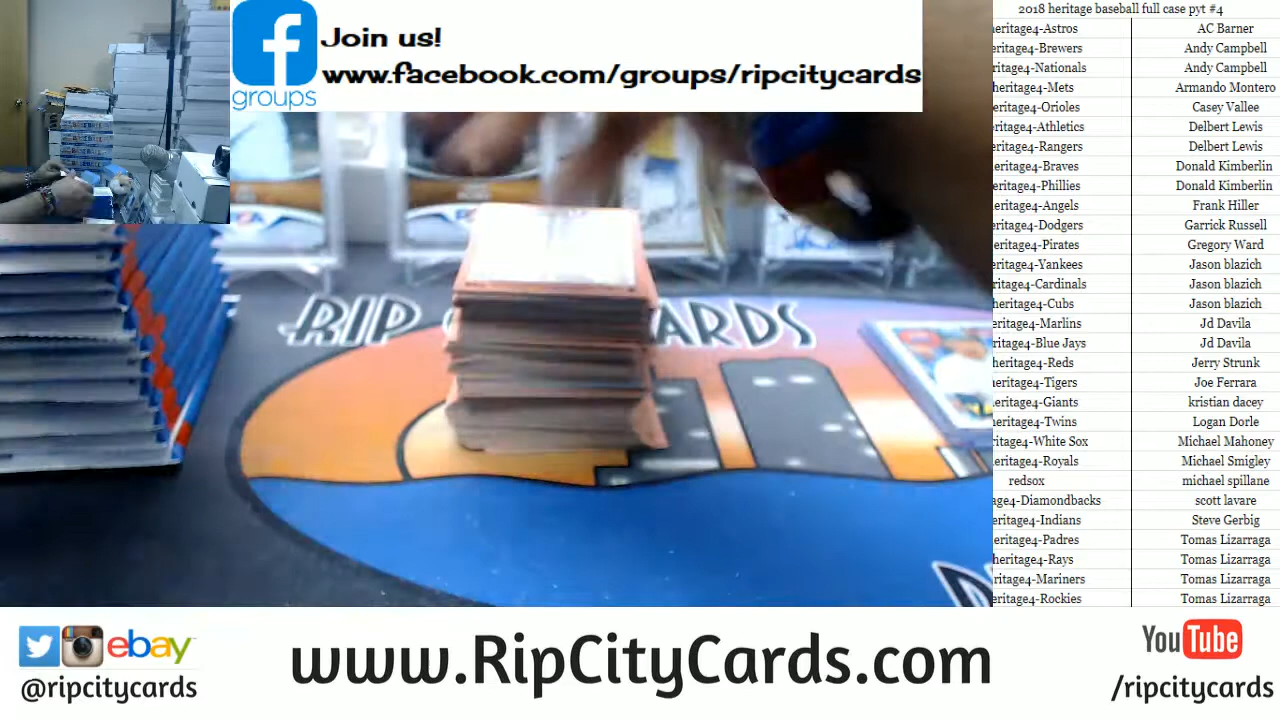 2018 heritage baseball full case pyt #4
Join us!
www.facebook.com/groups/ripcitycards
groups
eritage4-Astros AC Barner
eritage4-Brewers Andy Campbell
ritage4-Nationals Andy Campbell
heritage4-Mets Armando Montero
eritage4-Orioles Casey Vallee
ritage4-Athletics Delbert Lewis
eritage4-Rangers Delbert Lewis
eritage4-Braves Donald Kimberlin
eritage4-Phillies Donald Kimberlin
eritage4-Angels Frank Hiller
eritage4-Dodgers Garrick Russell
eritage4-Pirates Gregory Ward
eritage4-Yankees Jason blazich
eritage4-Cardinals Jason blazich
heritage4-Cubs Jason blazich
eritage4-Marlins Jd Davila
ritage4-Blue Jays Jd Davila
heritage4-Reds Jerry Strunk
eritage4-Tigers Joe Ferrara
eritage4-Giants kristian dacey
eritage4-Twins Logan Dorle
ritage4-White Sox Michael Mahoney
eritage4-Royals Michael Smigley
redsox michael spillane
age4-Diamondbacks scott lavare
eritage4-Indians Steve Gerbig
eritage4-Padres Tomas Lizarraga
heritage4-Rays Tomas Lizarraga
ritage4-Mariners Tomas Lizarraga
eritage4-Rockies Tomas Lizarraga
RIP C ARDS
ebay
@ripcitycards
www.RipCityCards.com
YouTube
/ripcitycards